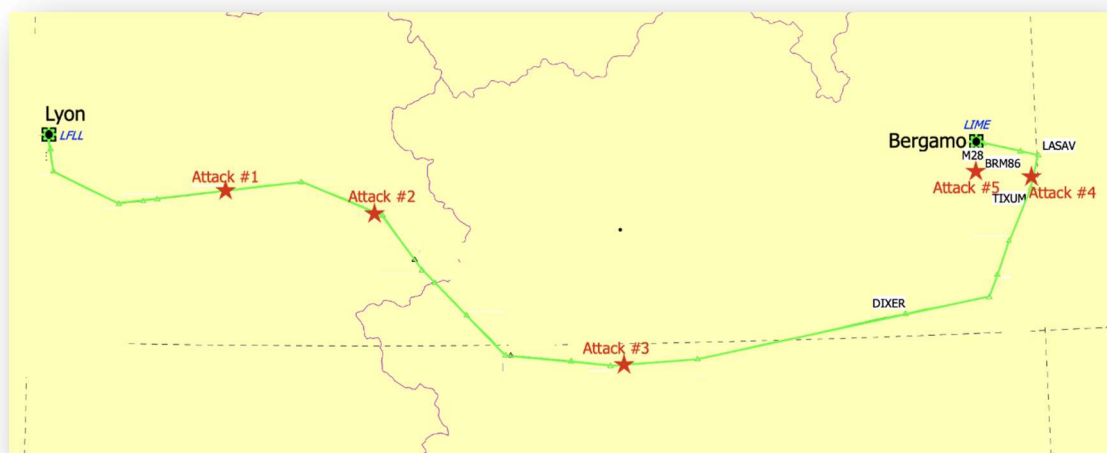 Lyon
LFLL
LIME
Bergamo
LASAV
M28
BRM86
Attack #1
Attack #5
Attack #4
Attack #2
TIXUM
DIXER
Attack #3